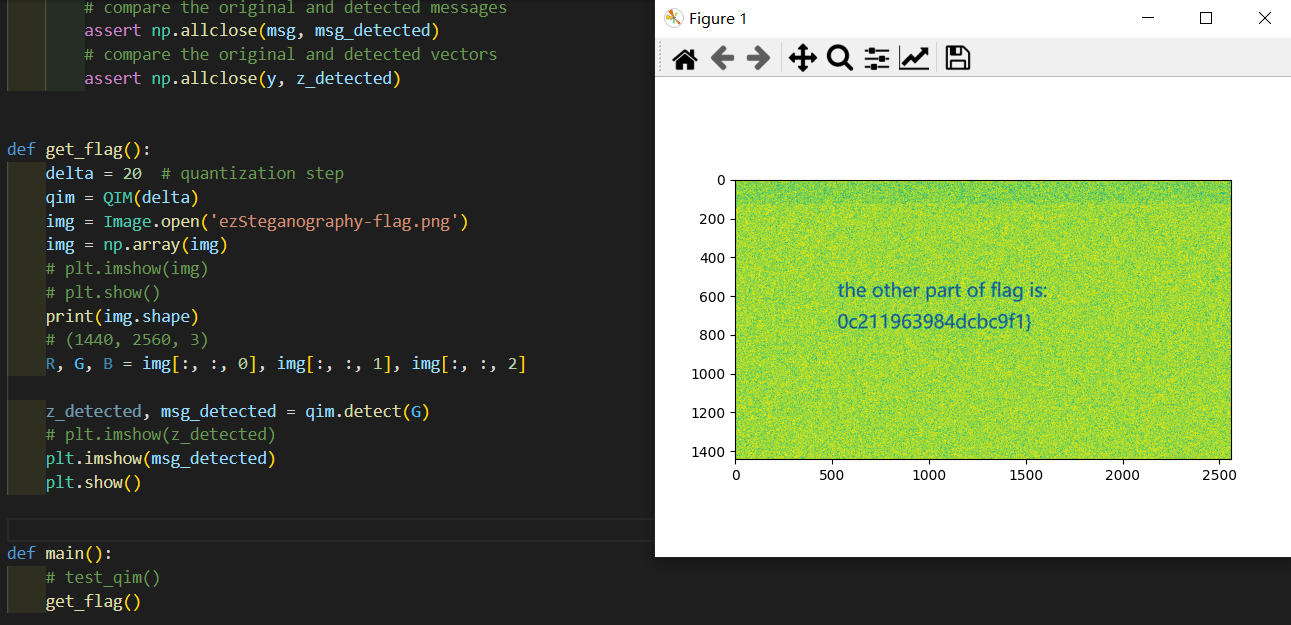 # compare the original and detected messages
assert np.allclose(msg, msg_detected)
# compare the original and detected vectors
assert np.allclose(y, z_detected)
def get_flag():
delta = 20  # quantization step
qim = QIM(delta)
img = Image.open('ezSteganography-flag.png')
img = np.array(img)
# plt.imshow(img)
# plt.show()
print(img.shape)
# (1440, 2560, 3)
R, G, B = img[:, :, 0], img[:, :, 1], img[:, :, 2]
z_detected, msg_detected = qim.detect(G)
# plt.imshow(z_detected)
plt.imshow(msg_detected)
plt.show()
def main():
# test_qim()
get_flag()
Figure 1
0
200
400
600
800
1000
1200
1400
the other part of flag is:
0c211963984dcbc9f1}
0
500
1000
1500
2000
2500